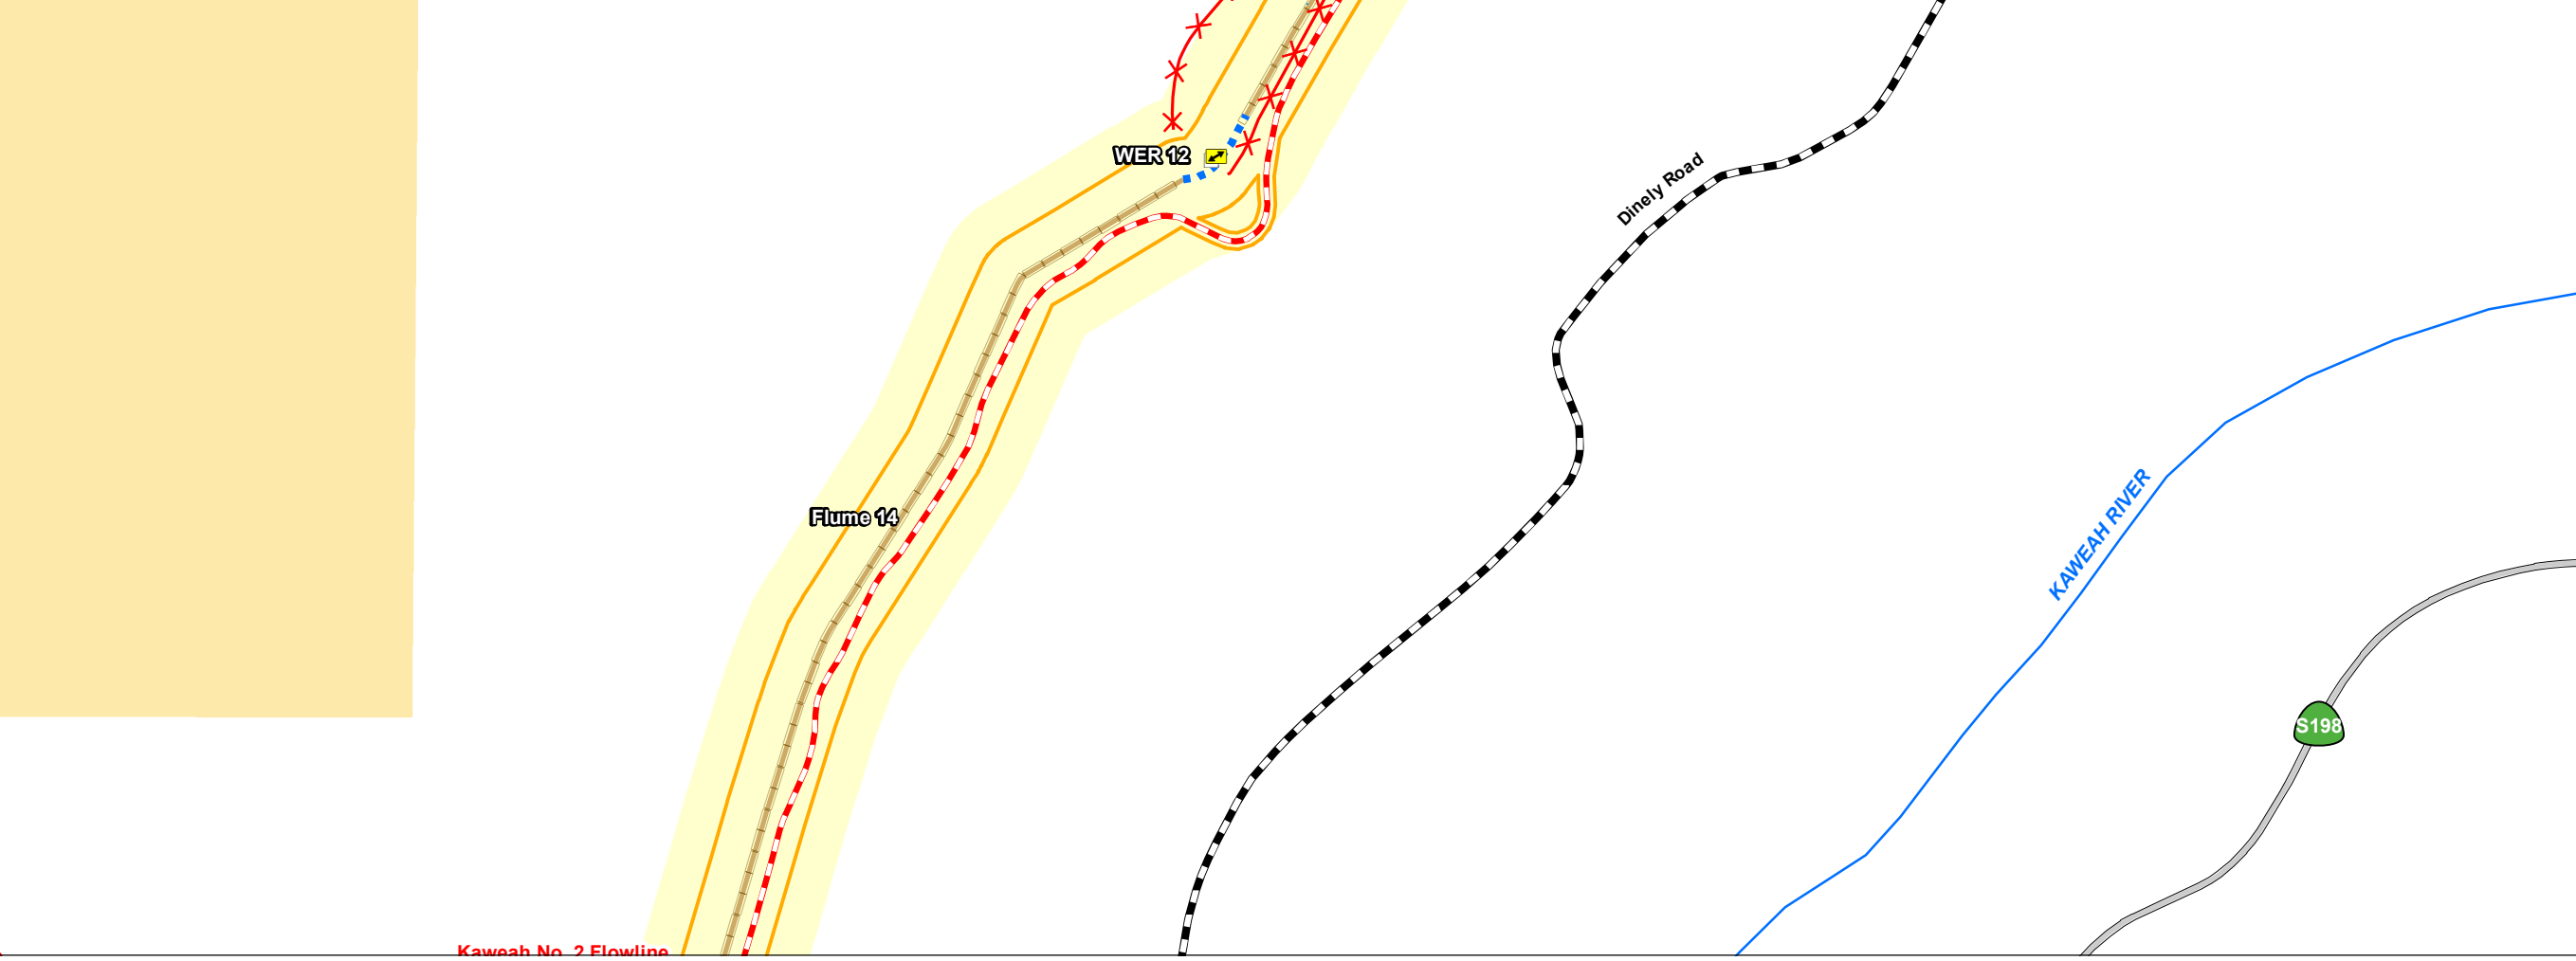 WER 12
Dinely Road
KAWEAH RIVER
Flume 14
S198
Kaweah No. 2 Flowline